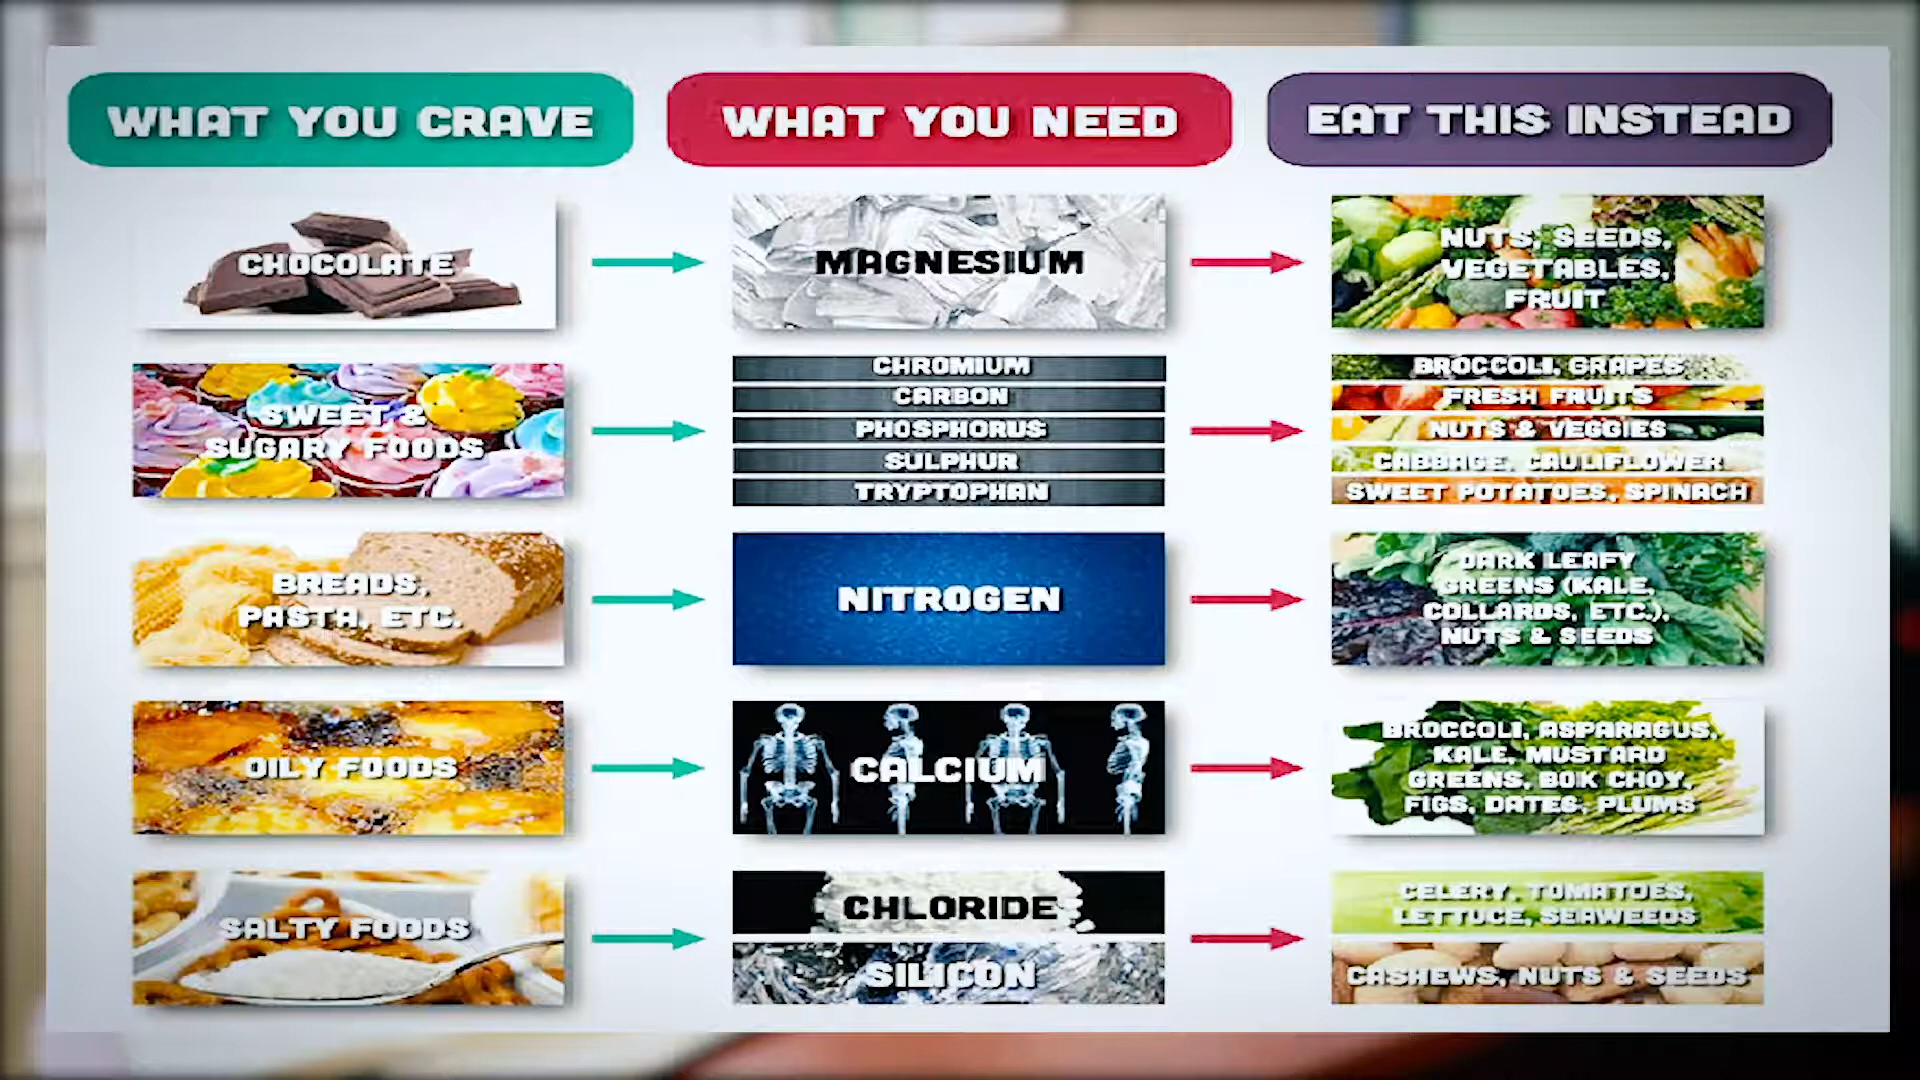 WHAT YOU CRAVE
WHAT YOU NEED
EAT THIS INSTEAD
CHOCOLATE
MAGNESIUM
NUTS, SEEDS,
VEGETABLES,
FRUIT
SWEET &
SUGARY FOODS
CHROMIUM
CARBON
PHOSPHORUS
SULPHUR
TRYPTOPHAN
BROCCOLI, GRAPES
FRESH FRUITS
NUTS & VEGGIES
CABBAGE, CAULIFLOWER
SWEET POTATOES, SPINACH
BREADS,
PASTA, ETC.
NITROGEN
DARK LEAFY
GREENS (KALE,
COLLARDS, ETC.),
NUTS & SEEDS
OILY FOODS
CALCIUM
BROCCOLI, ASPARAGUS,
KALE, MUSTARD
GREENS, BOK CHOY,
FIGS, DATES, PLUMS
SALTY FOODS
CHLORIDE
SILICON
CELERY, TOMATOES,
LETTUCE, SEAWEEDS
CASHEWS, NUTS & SEEDS